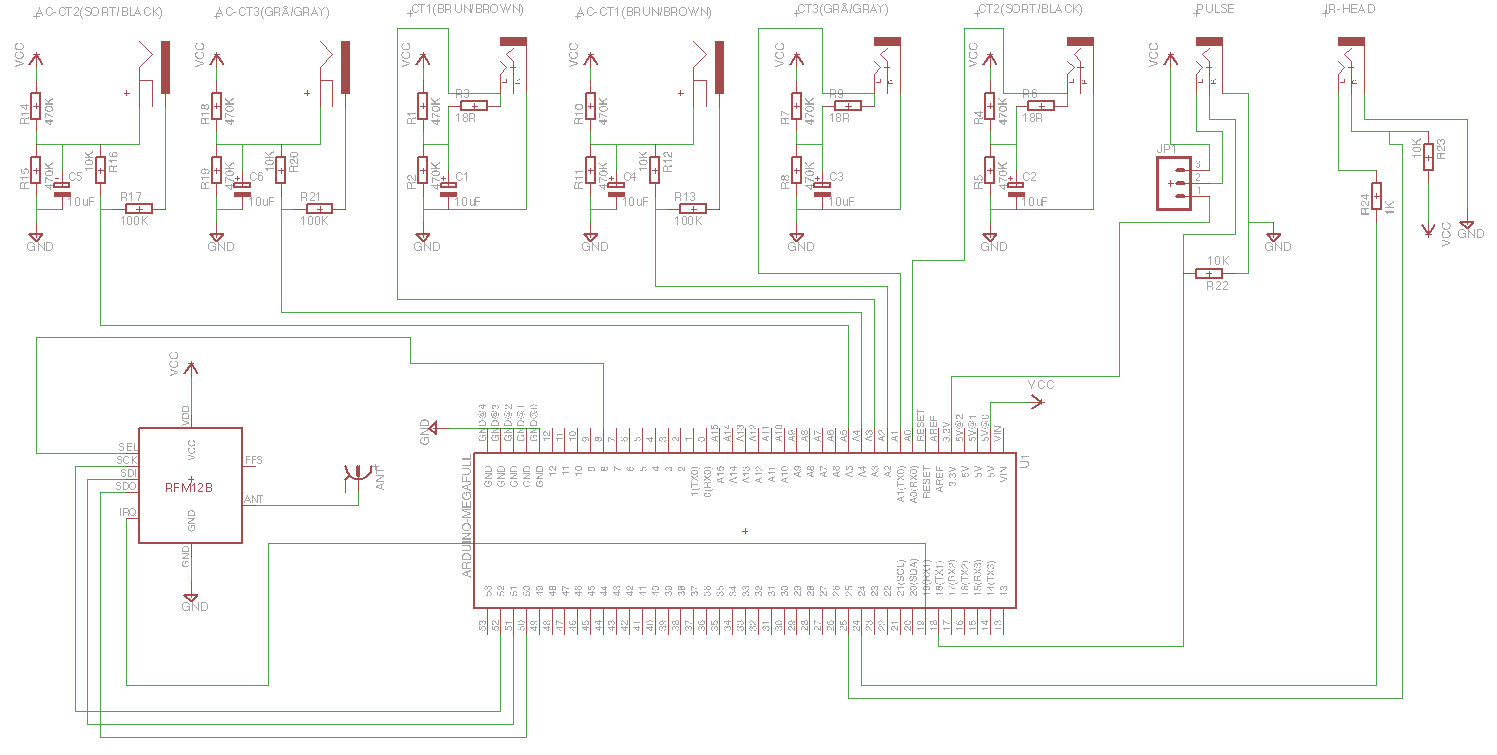 AC-CT2(SORT/BLACK)
AC-CT3(GRÅ/GRAY)
CT1(BRUN/BROWN)
AC-CT1(BRUN/BROWN)
CT3(GRÅ/GRAY)
CT2(SORT/BLACK)
PULSE
IR-HEAD
VCC
VCC
VCC
VCC
VCC
VCC
VCC
L
R
L
R
L
R
L
R
L
R
R14
470K
R18
470K
R1
R3
18R
R10
470K
R7
470K
R9
18R
R4
470K
R6
18R
R15
470K
10K
R16
C5
10uF
R17
100K
R19
470K
10K
R20
C6
10uF
R21
100K
R2
470K
C1
10uF
R11
470K
10K
R12
C4
10uF
R13
100K
R8
470K
C3
10uF
R5
470K
C2
10uF
JP1
3
2
1
10K
R23
R24
1K
VCC
GND
GND
GND
GND
GND
GND
GND
GND
10K
R22
VCC
VDD
VCC
SEL
SCK
SDI
SDO
IRQ
FFS
ANT
RFM12B
GND
GND
GND
ANT
GND
VCC
GND@4
GND@3
GND@2
GND@1
GND@0
12
11
10
9
8
7
6
5
4
3
2
1
0
A15
A14
A13
A12
A11
A10
A9
A8
A7
A6
A5
A4
A3
A2
A1
A0
RESET
AREF
3.3V
5V@2
5V@1
5V@0
VIN
GND
GND
GND
GND
GND
12
11
10
9
8
7
6
5
4
3
2
1(TX0)
0(RX0)
A15
A14
A13
A12
A11
A10
A9
A8
A7
A6
A5
A4
A3
A2
A1(TX0)
A0(RX0)
RESET
AREF
3.3V
5V
5V
5V
VIN
U1
ARDUINO-MEGAFULL
53
52
51
50
49
48
47
46
45
44
43
42
41
40
39
38
37
36
35
34
33
32
31
30
29
28
27
26
25
24
23
22
21(SCL)
20(SDA)
19(RX1)
18(TX1)
17(RX2)
16(TX2)
15(RX3)
14(TX3)
13
53
52
51
50
49
48
47
46
45
44
43
42
41
40
39
38
37
36
35
34
33
32
31
30
29
28
27
26
25
24
23
22
21
20
19
18
17
16
15
14
13